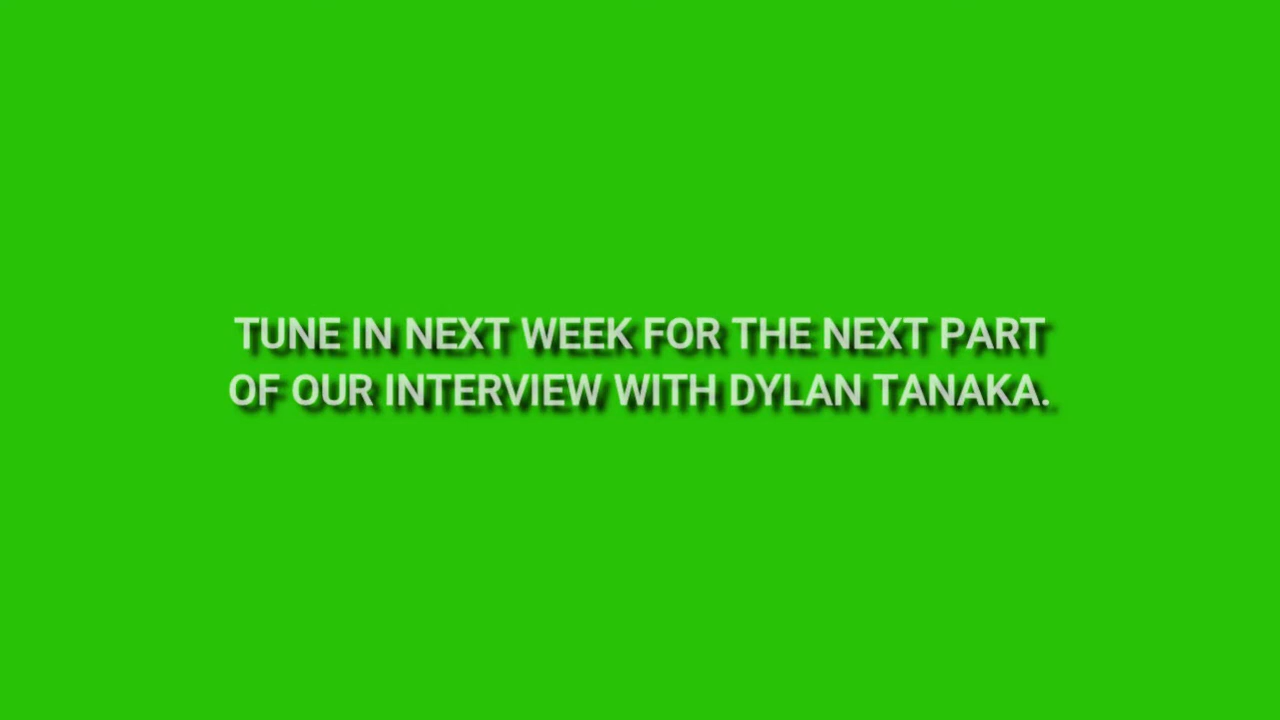 TUNE IN NEXT WEEK FOR THE NEXT PART
OF OUR INTERVIEW WITH DYLAN TANAKA.